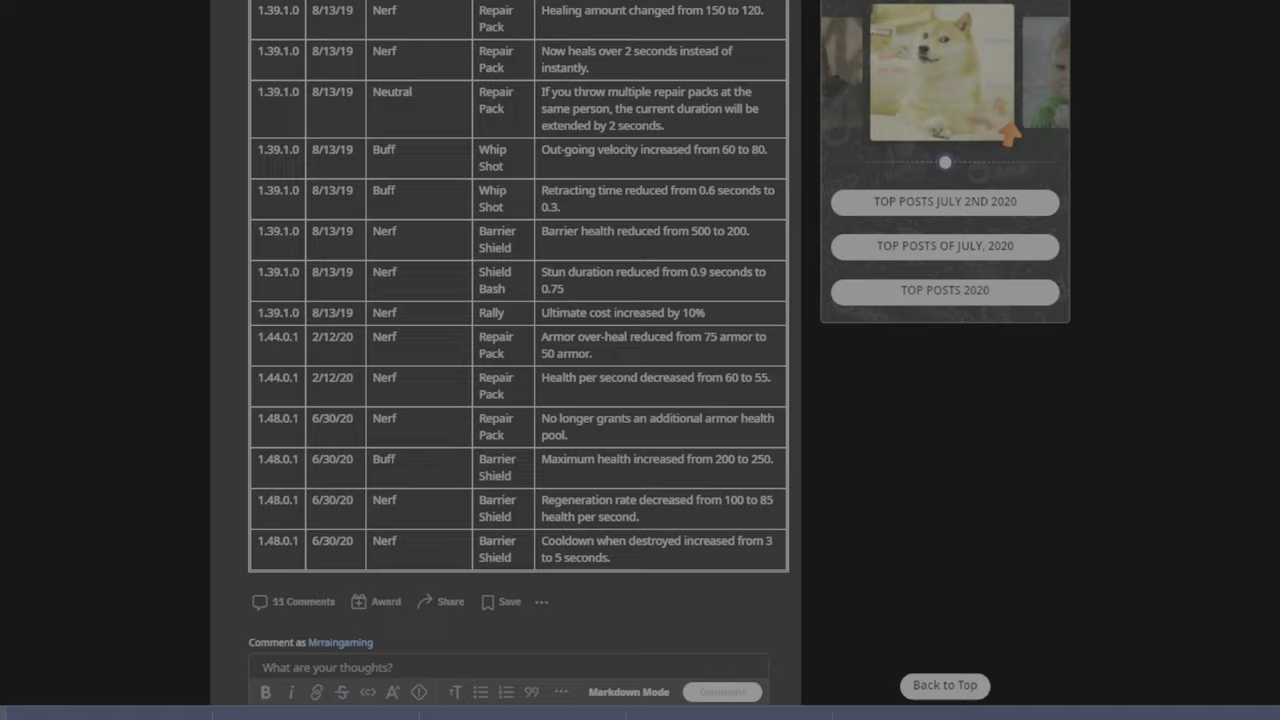 1.39.1.0 8/13/19 Nerf Repair Healing amount changed from 150 to 120.
Pack
1.39.1.0 8/13/19 Nerf Repair Now heals over 2 seconds instead of
Pack instantly.
1.39.1.0 8/13/19 Neutral Repair If you throw multiple repair packs at the
Pack same person, the current duration will be
extended by 2 seconds.
1.39.1.0 8/13/19 Buff Whip Out-going velocity increased from 60 to 80.
Shot
1.39.1.0 8/13/19 Buff Whip Retracting time reduced from 0.6 seconds to
Shot 0.3.
1.39.1.0 8/13/19 Nerf Barrier Barrier health reduced from 500 to 200.
Shield
1.39.1.0 8/13/19 Nerf Shield Stun duration reduced from 0.9 seconds to
Bash 0.75
1.39.1.0 8/13/19 Nerf Rally Ultimate cost increased by 10%
1.44.0.1 2/12/20 Nerf Repair Armor over-heal reduced from 75 armor to
Pack 50 armor.
1.44.0.1 2/12/20 Nerf Repair Health per second decreased from 60 to 55.
Pack
1.48.0.1 6/30/20 Nerf Repair No longer grants an additional armor health
Pack pool.
1.48.0.1 6/30/20 Buff Barrier Maximum health increased from 200 to 250.
Shield
1.48.0.1 6/30/20 Nerf Barrier Regeneration rate decreased from 100 to 85
Shield health per second.
1.48.0.1 6/30/20 Nerf Barrier Cooldown when destroyed increased from 3
Shield to 5 seconds.
11 Comments Award Share Save
Comment as Mrraingaming
What are your thoughts?
Markdown Mode Comment
TOP POSTS JULY 2ND 2020
TOP POSTS OF JULY, 2020
TOP POSTS 2020
Back to Top